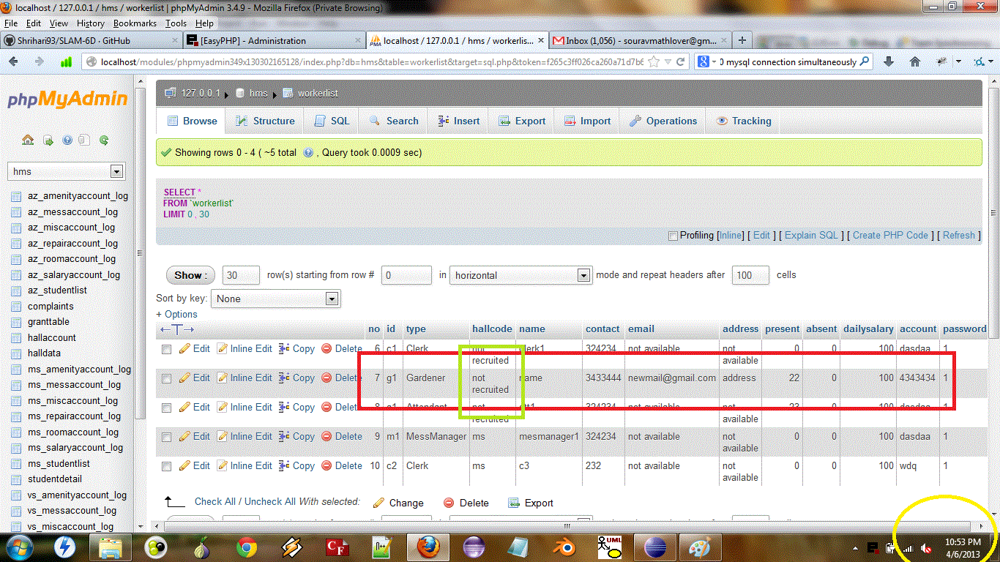 localhost / 127.0.0.1 / hms / workerlist | phpMyAdmin 3.4.9 - Mozilla Firefox (Private Browsing)
File Edit View History Bookmarks Tools Help
Shrihari93/SLAM-6D · GitHub × [EasyPHP] - Administration × localhost / 127.0.0.1 / hms / workerlis... × Inbox (1,056) - souravmathlover@gm... × +
localhost/modules/phpmyadmin349x130302165128/index.php?db=hms&table=workerlist&target=sql.php&token=f265c3ff026ca260a71d7b6 8 0 mysql connection simultaneously
phpMyAdmin
127.0.0.1 ▸ hms ▸ workerlist
Browse Structure SQL Search Insert Export Import Operations Tracking
Showing rows 0 - 4 ( ~5 total , Query took 0.0009 sec)
hms
SELECT *
FROM `workerlist`
LIMIT 0 , 30
Profiling [Inline] [ Edit ] [ Explain SQL ] [ Create PHP Code ] [ Refresh ]
Show : 30 row(s) starting from row # 0 in horizontal mode and repeat headers after 100 cells
Sort by key: None
+ Options
az_amenityaccount_log
az_messaccount_log
az_miscaccount_log
az_repairaccount_log
az_roomaccount_log
az_salaryaccount_log
az_studentlist
complaints
granttable
hallaccount
halldata
ms_amenityaccount_log
ms_messaccount_log
ms_miscaccount_log
ms_repairaccount_log
ms_roomaccount_log
ms_salaryaccount_log
ms_studentlist
studentdetail
vs_amenityaccount_log
vs_messaccount_log
vs_miscaccount_log
←T→ no id type hallcode name contact email address present absent dailysalary account password
Edit Inline Edit Copy Delete 6 c1 Clerk not clerk1 324234 not available not 0 0 100 dasdaa 1
recruited available
Edit Inline Edit Copy Delete 7 g1 Gardener not name 3433444 newmail@gmail.com address 22 0 100 4343434 1
recruited
Edit Inline Edit Copy Delete 8 a1 Attendant not att1 324234 not available not 23 0 100 dasdaa 1
recruited available
Edit Inline Edit Copy Delete 9 m1 MessManager ms mesmanager1 324234 not available not 0 0 100 dasdaa 1
available
Edit Inline Edit Copy Delete 10 c2 Clerk ms c3 232 not available not 0 0 100 wdq 1
available
Check All / Uncheck All With selected: Change Delete Export
CF
UML
10:53 PM
4/6/2013